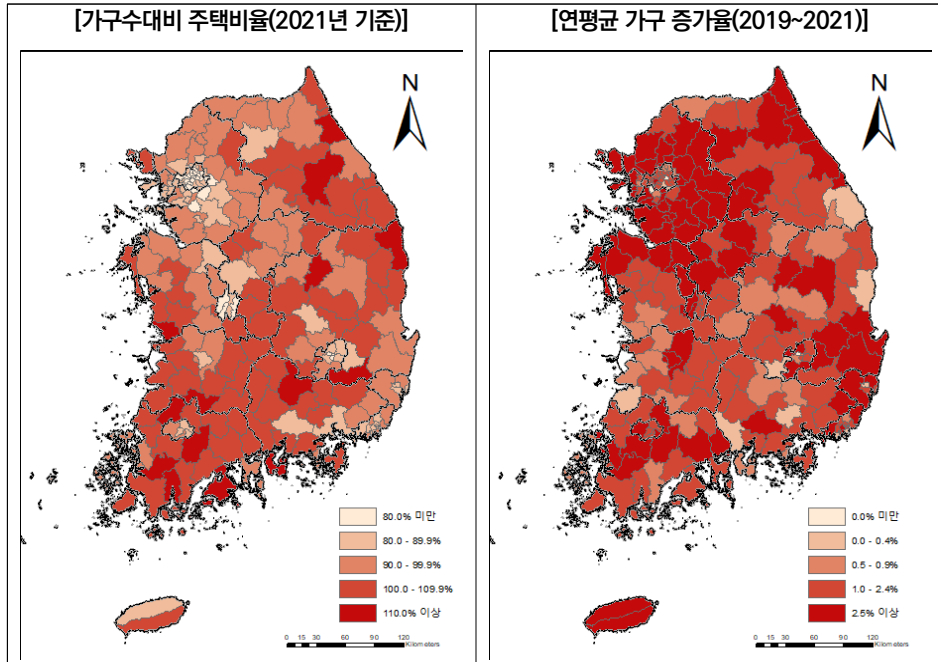 [가구수대비 주택비율(2021년 기준)]
[연평균 가구 증가율(2019~2021)]
N
80.0% 미만
80.0 - 89.9%
90.0 - 99.9%
100.0 - 109.9%
110.0% 이상
0 15 30 60 90 120
Kilometers
N
0.0% 미만
0.0 - 0.4%
0.5 - 0.9%
1.0 - 2.4%
2.5% 이상
0 15 30 60 90 120
Kilometers